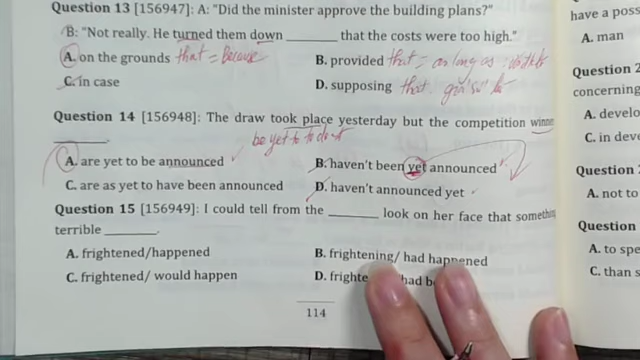 Question 13 [156947]: A: "Did the minister approve the building plans?"
B: "Not really. He turned them down ________ that the costs were too high."
A. on the grounds that = Because
B. provided that = as long as
C. in case
D. supposing that
Question 14 [156948]: The draw took place yesterday but the competition winne
be yet to
________.
A. are yet to be announced
B. haven't been yet announced
C. are as yet to have been announced
D. haven't announced yet
Question 15 [156949]: I could tell from the ________ look on her face that something
terrible ________.
A. frightened/happened
B. frightening/ had happened
C. frightened/ would happen
D. frighte had b
114
have a poss
A. man
Question 2
concerning
A. develo
C. in deve
Question
A. not to
Question
A. to spe
C. than s